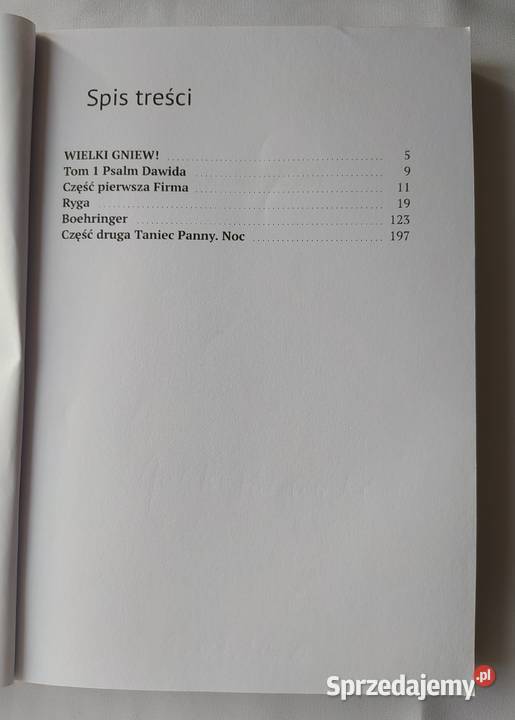 Spis treści
WIELKI GNIEW! 5
Tom 1 Psalm Dawida 9
Część pierwsza Firma 11
Ryga 19
Boehringer 123
Część druga Taniec Panny. Noc 197
Sprzedajemy.pl